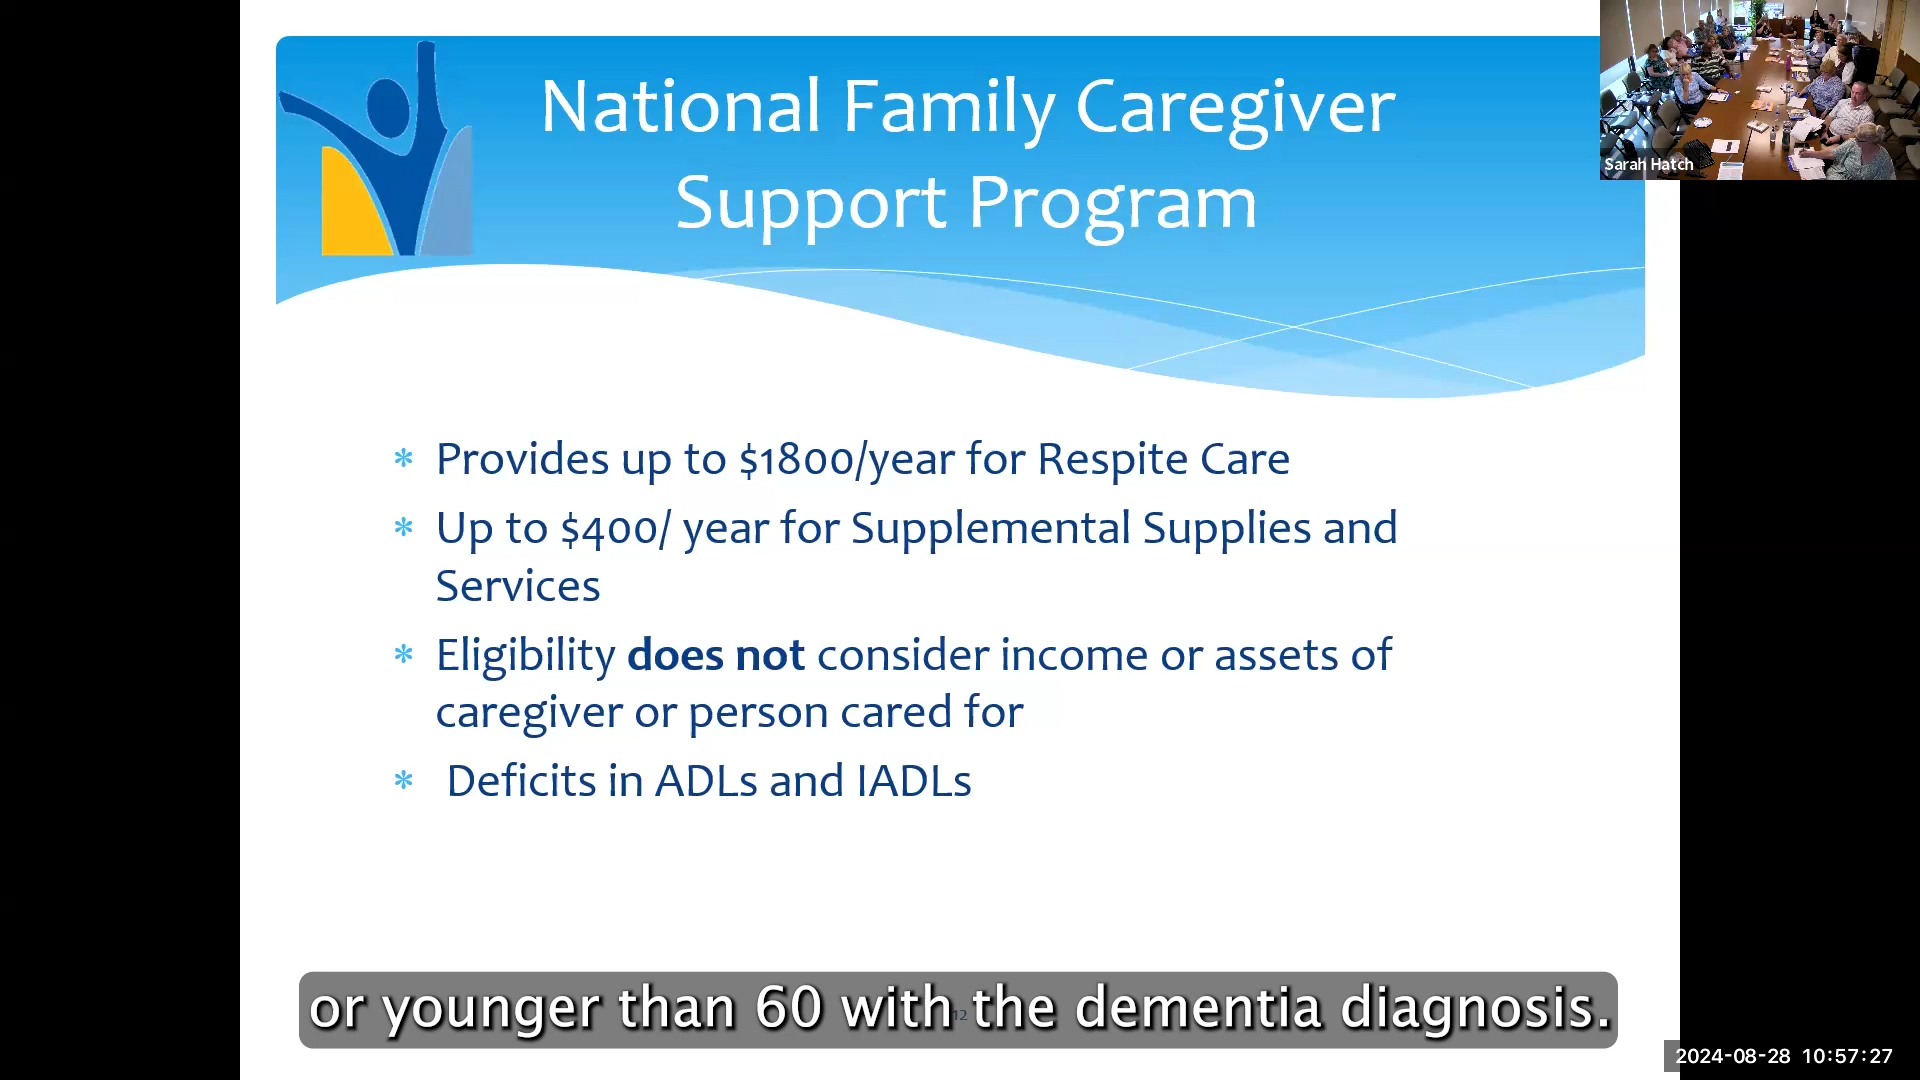 National Family Caregiver
Support Program
Sarah Hatch
* Provides up to $1800/year for Respite Care
* Up to $400/ year for Supplemental Supplies and
Services
* Eligibility does not consider income or assets of
caregiver or person cared for
* Deficits in ADLs and IADLs
12
or younger than 60 with the dementia diagnosis.
2024-08-28 10:57:27